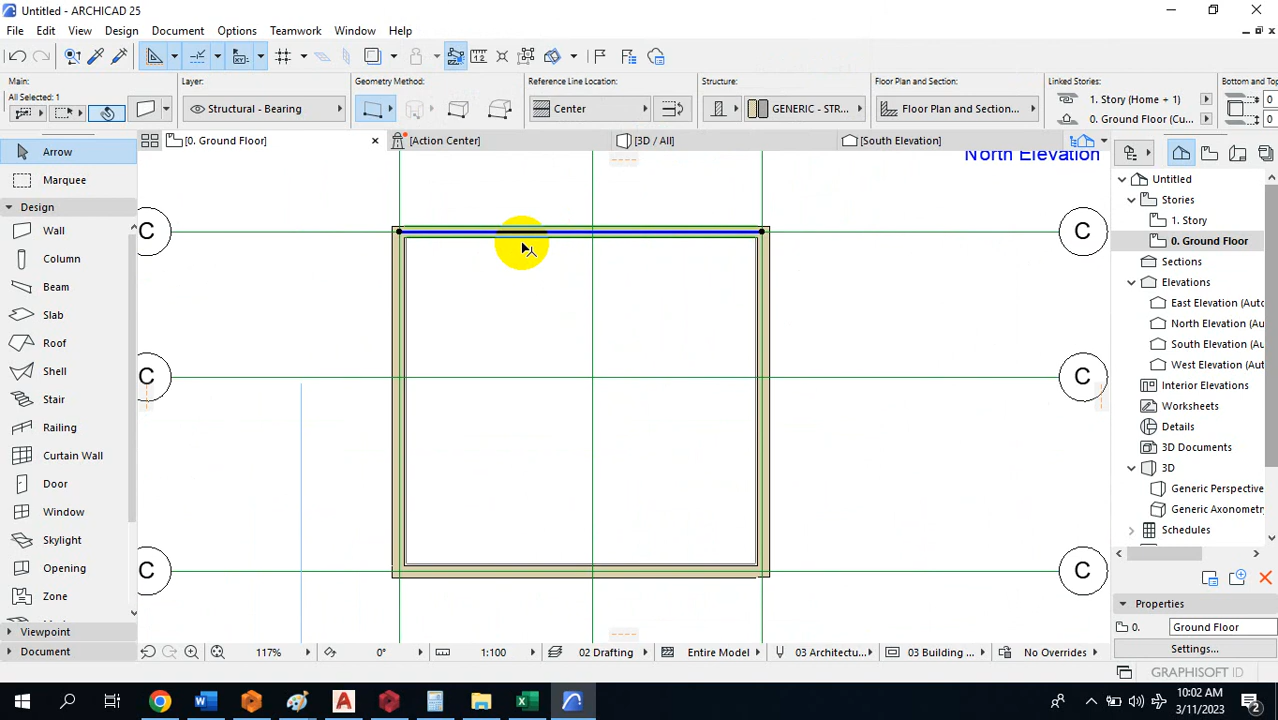 Untitled - ARCHICAD 25
File Edit View Design Document Options Teamwork Window Help
Main: Layer: Geometry Method: Reference Line Location: Structure: Floor Plan and Section: Linked Stories: Bottom and Top
All Selected: 1
Structural - Bearing
Center
GENERIC - STR...
Floor Plan and Section...
1. Story (Home + 1)
0. Ground Floor (Cu...
0
0
[0. Ground Floor]
[Action Center]
[3D / All]
[South Elevation]
Arrow
Marquee
Design
Wall
Column
Beam
Slab
Roof
Shell
Stair
Railing
Curtain Wall
Door
Window
Skylight
Opening
Zone
Viewpoint
Document
North Elevation
C
C
C
C
C
C
Untitled
Stories
1. Story
0. Ground Floor
Sections
Elevations
East Elevation (Auto
North Elevation (Au
South Elevation (Au
West Elevation (Aut
Interior Elevations
Worksheets
Details
3D Documents
3D
Generic Perspective
Generic Axonometr
Schedules
Properties
0. Ground Floor
Settings...
117% 0° 1:100 02 Drafting Entire Model 03 Architectu... 03 Building ... No Overrides
GRAPHISOFT ID
10:02 AM
3/11/2023
2